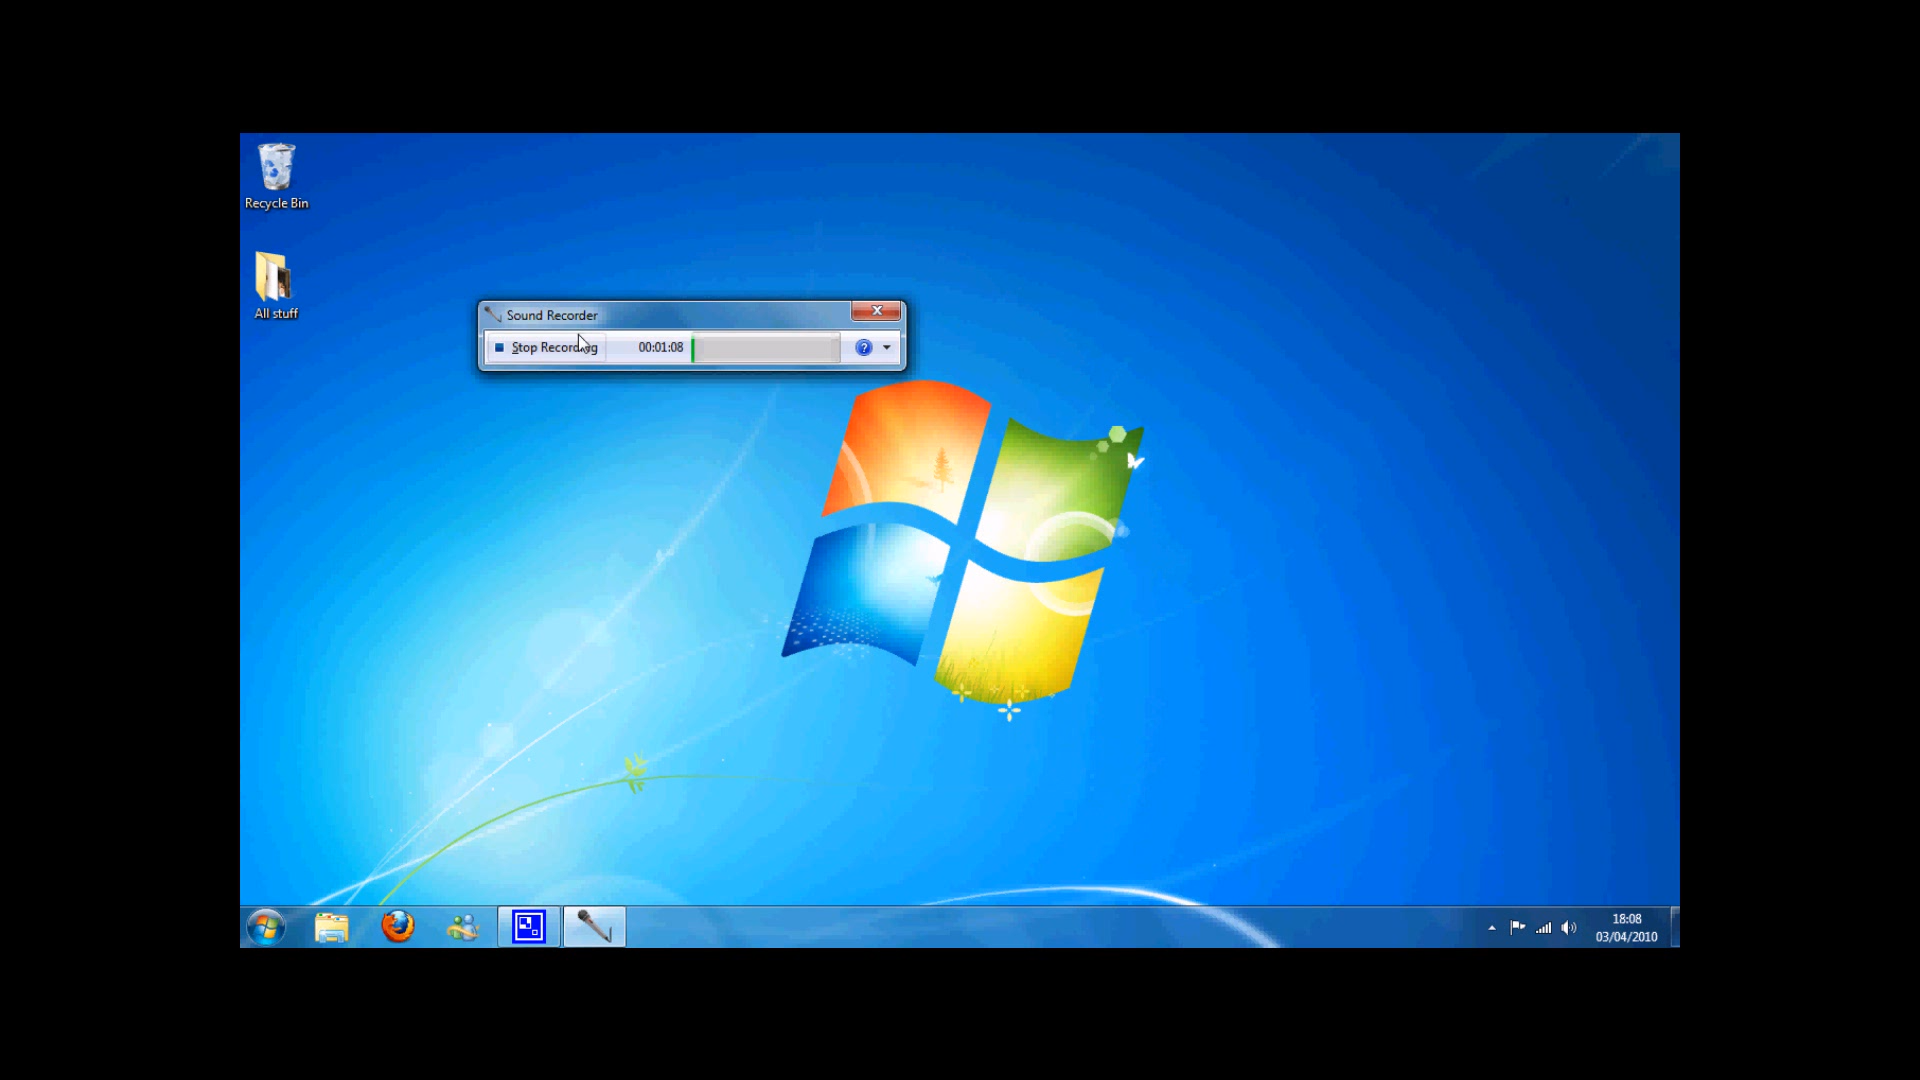 Recycle Bin
All stuff
Sound Recorder
Stop Recording 00:01:08
18:08
03/04/2010